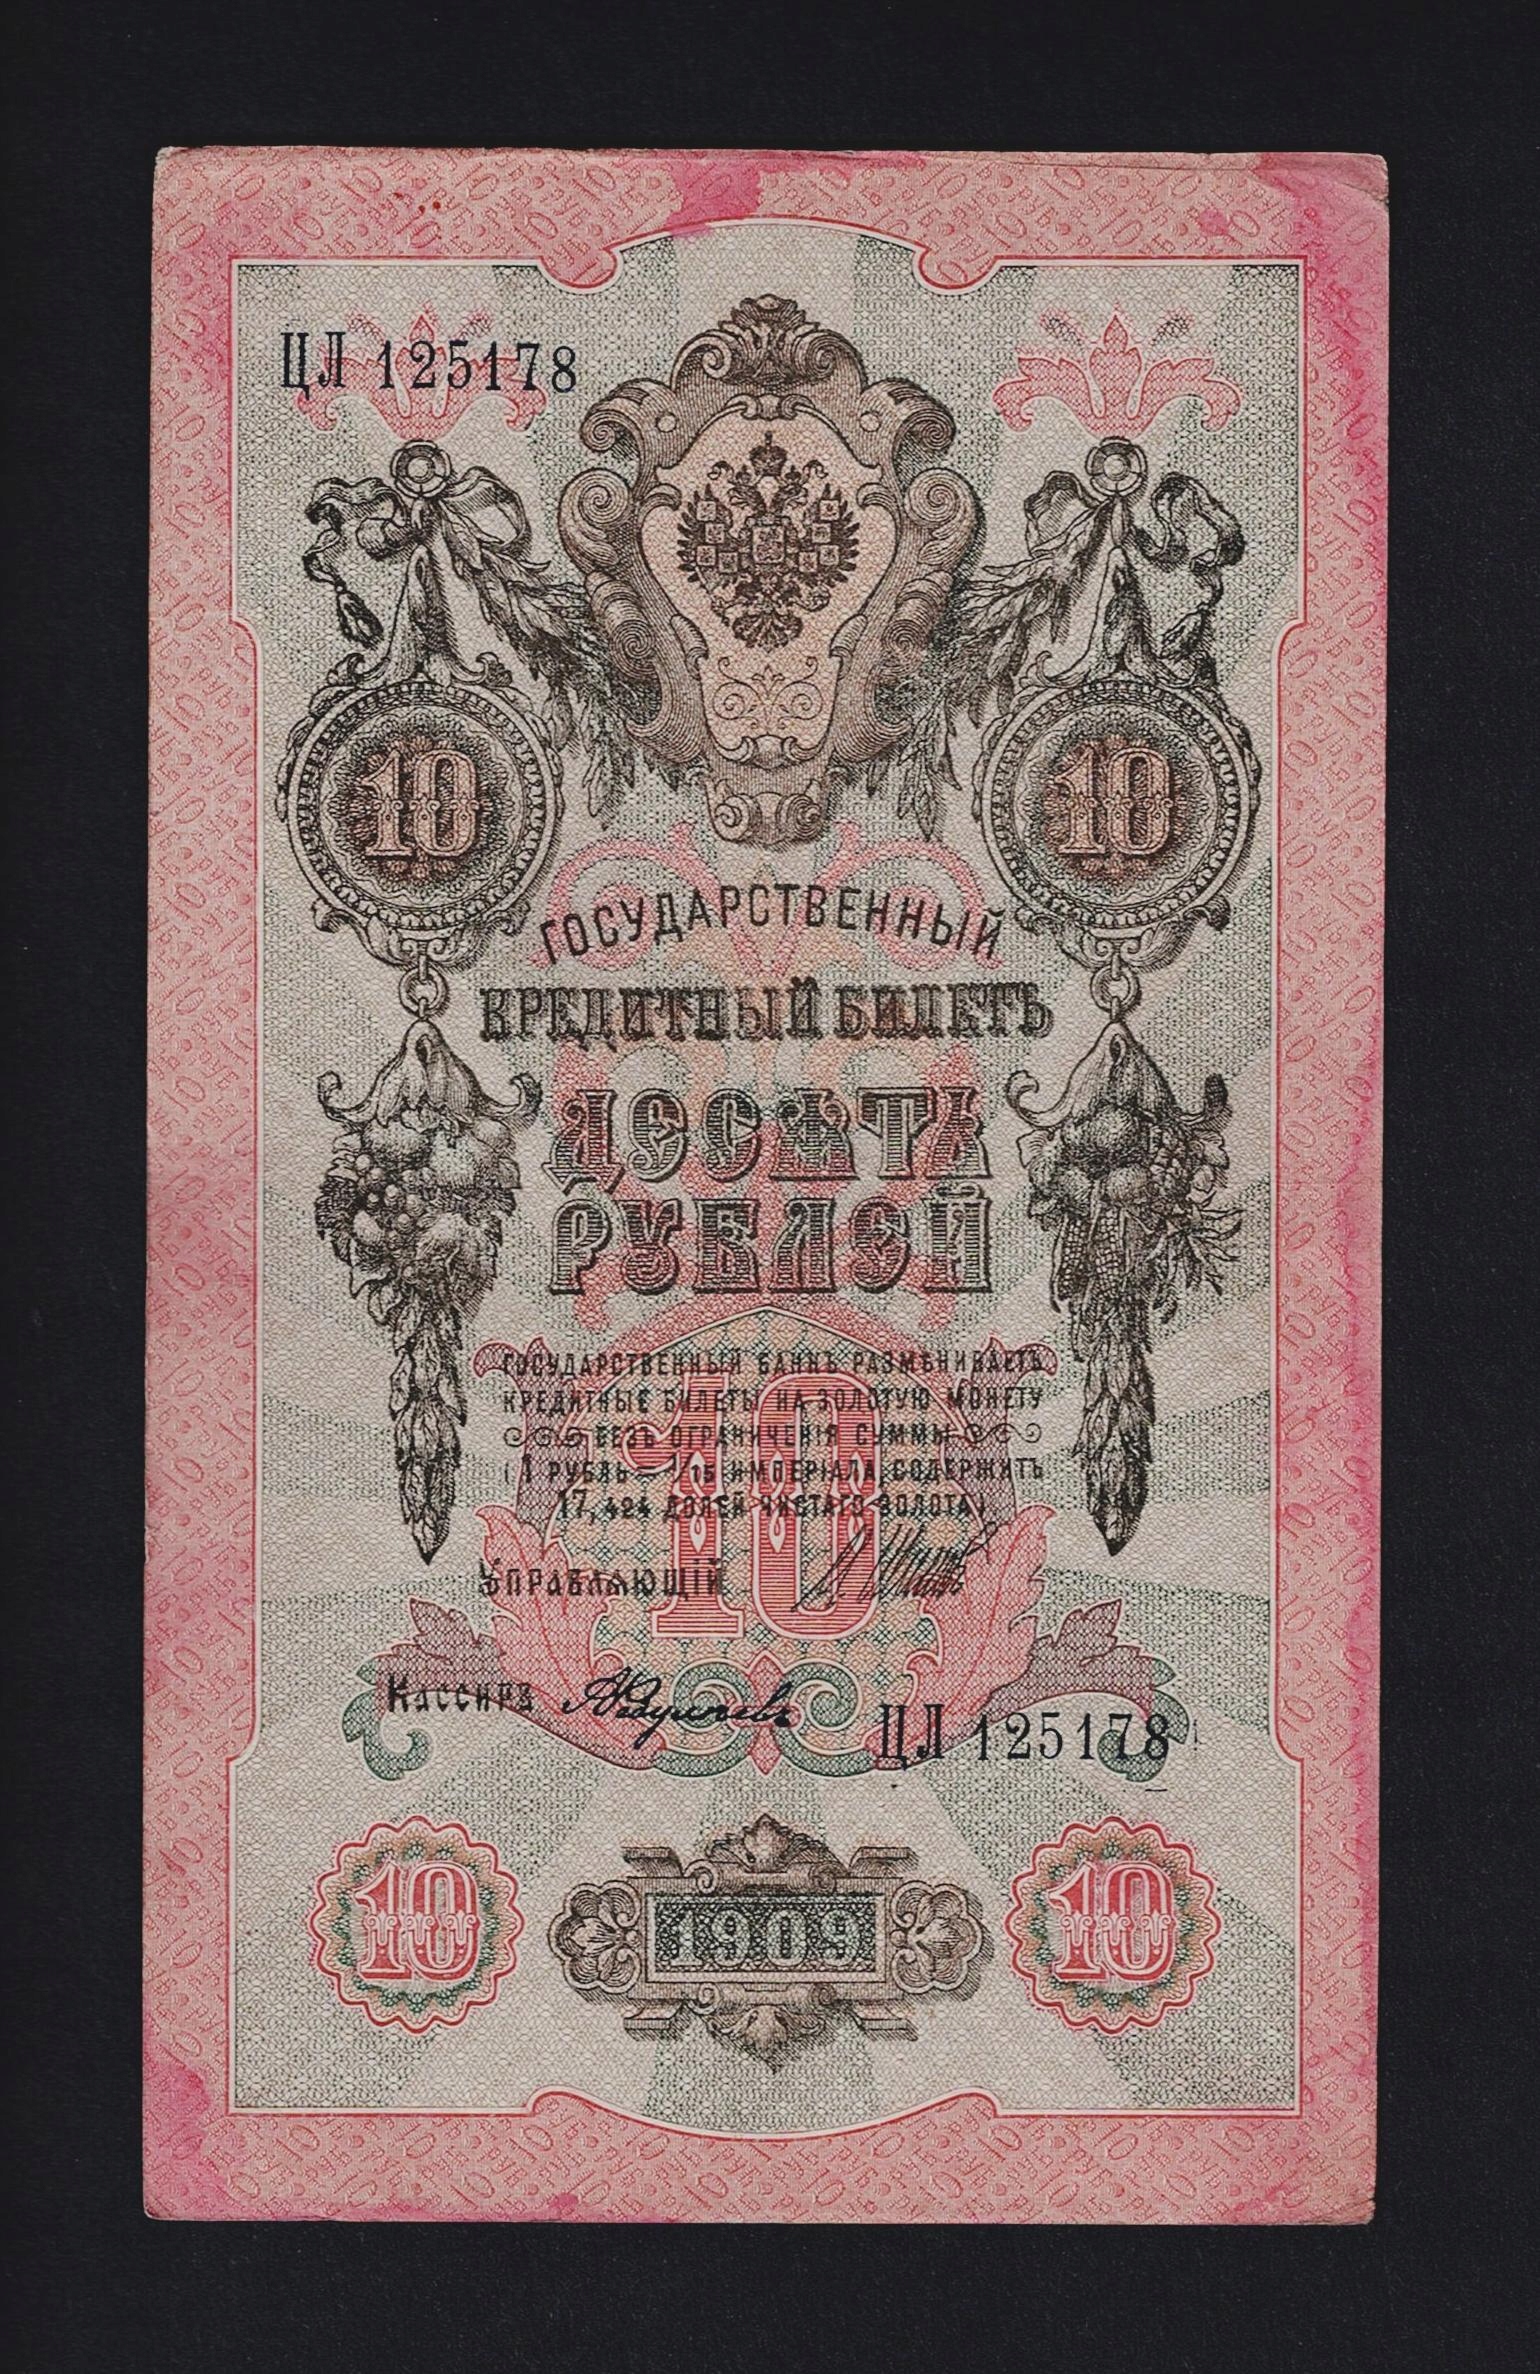 ЦЛ 125178
10 10
ГОСУДАРСТВЕННЫЙ
КРЕДИТНЫЙ БИЛЕТЪ
ДЕСЯТЬ
РУБЛЕЙ
ГОСУДАРСТВЕННЫЙ БАНКЪ РАЗМѢНИВАЕТЪ
КРЕДИТНЫЕ БИЛЕТЫ НА ЗОЛОТУЮ МОНЕТУ
БЕЗЪ ОГРАНИЧЕНІЯ СУММЫ
(1 РУБЛЬ = 1/15 ИМПЕРІАЛА, СОДЕРЖИТЪ
17,424 ДОЛЕЙ ЧИСТАГО ЗОЛОТА)
10
УПРАВЛЯЮЩІЙ
КАССИРЪ
ЦЛ 125178
10 1909 10